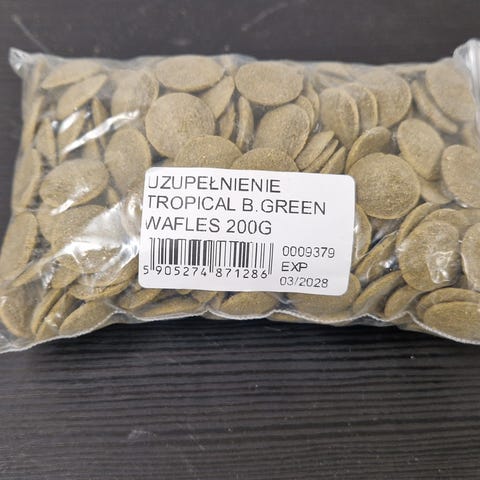 UZUPEŁNIENIE
TROPICAL B.GREEN
WAFLES 200G
5 905274 871286
0009379
EXP
03/2028